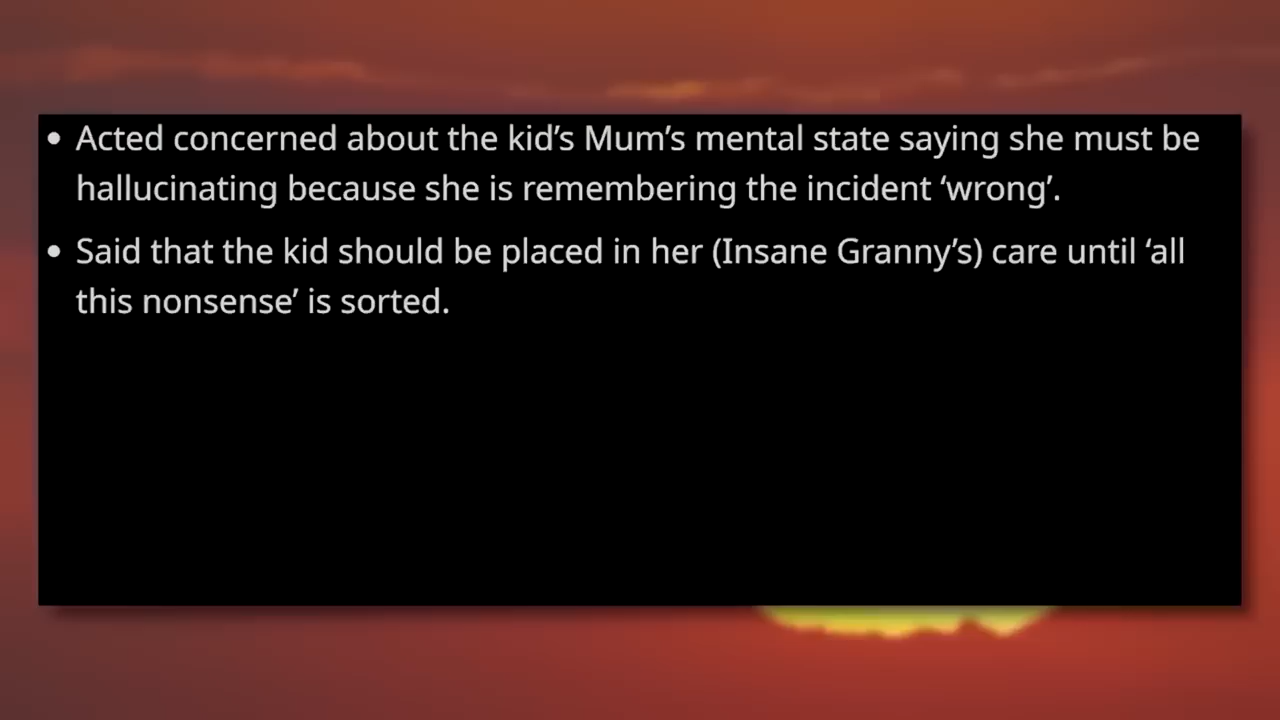 • Acted concerned about the kid’s Mum’s mental state saying she must be
hallucinating because she is remembering the incident ‘wrong’.
• Said that the kid should be placed in her (Insane Granny’s) care until ‘all
this nonsense’ is sorted.